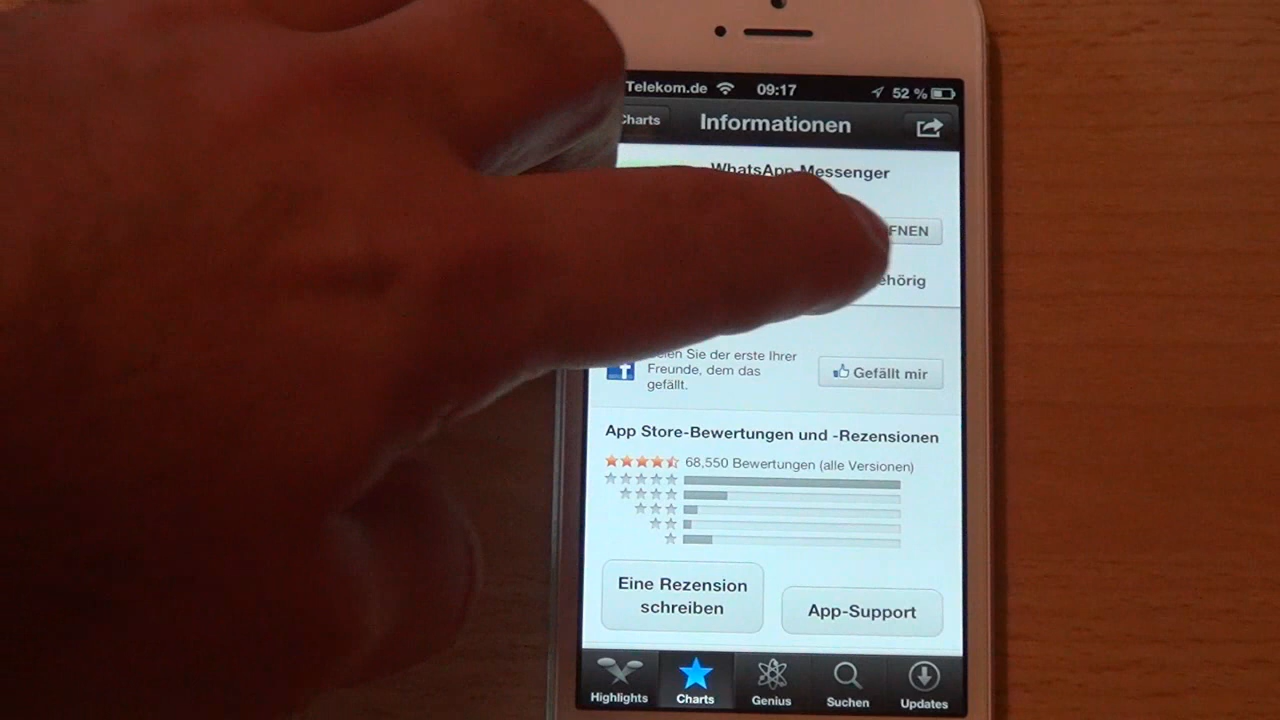 Telekom.de 09:17 52 %
Charts Informationen
WhatsApp Messenger
FNEN
ehörig
Sie der erste Ihrer
Freunde, dem das
gefällt.
Gefällt mir
App Store-Bewertungen und -Rezensionen
68,550 Bewertungen (alle Versionen)
Eine Rezension
schreiben
App-Support
Highlights Charts Genius Suchen Updates